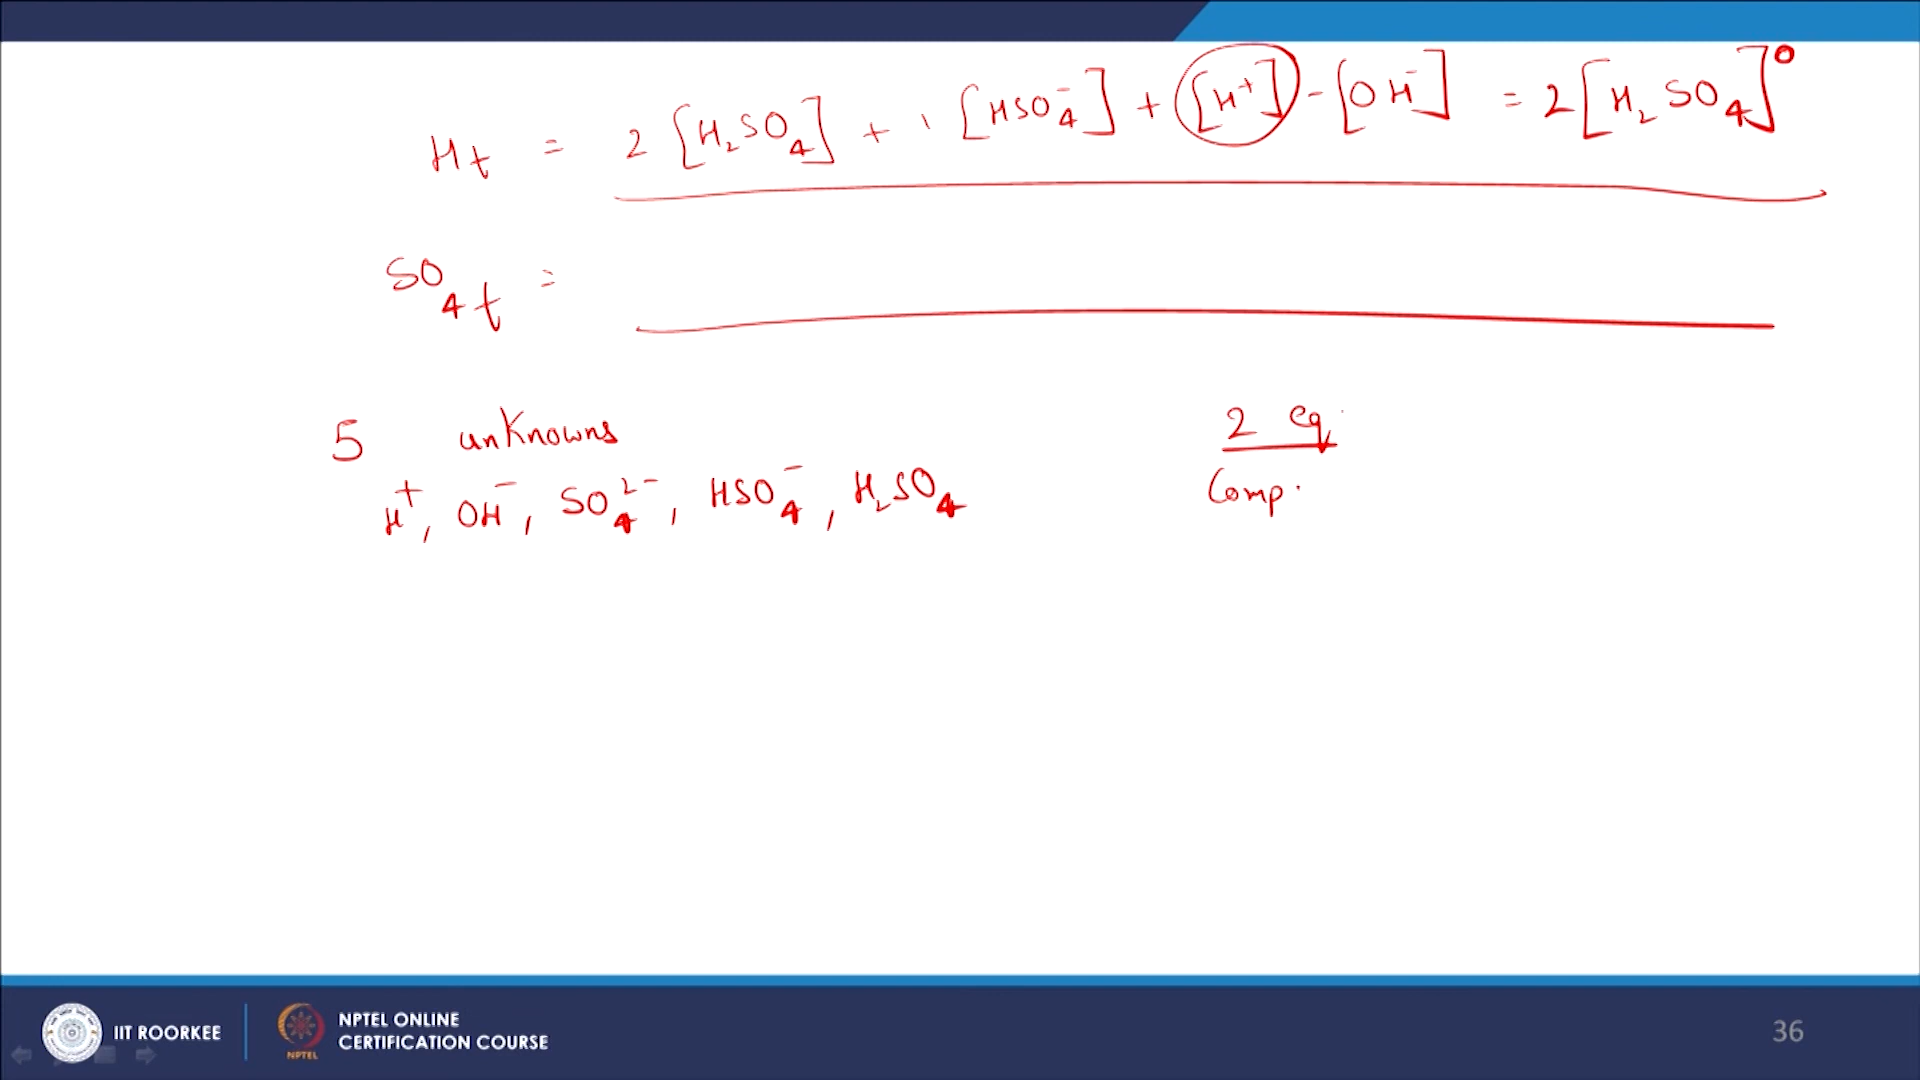 Ht = 2 [H₂SO₄] + 1 [HSO₄⁻] + [H⁺] - [OH⁻] = 2 [H₂SO₄]⁰
SO₄t =
5 unknowns
H⁺, OH⁻, SO₄²⁻, HSO₄⁻, H₂SO₄
2 eq.
Comp.
IIT ROORKEE
NPTEL
NPTEL ONLINE
CERTIFICATION COURSE
36